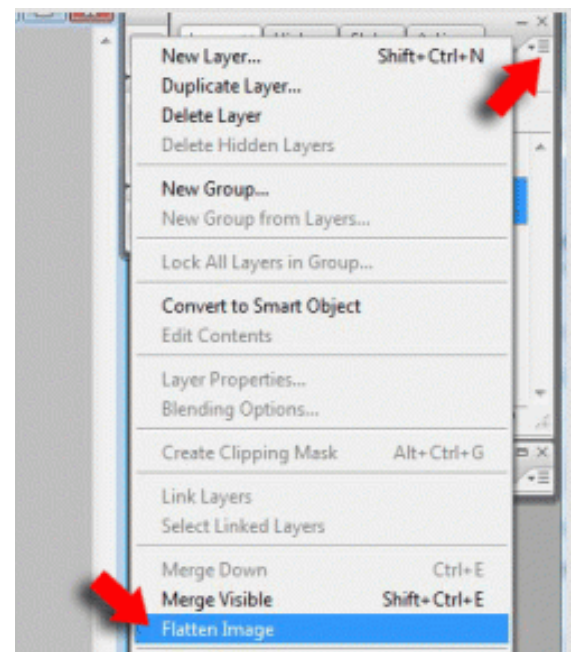 New Layer... Shift+Ctrl+N
Duplicate Layer...
Delete Layer
Delete Hidden Layers
New Group...
New Group from Layers...
Lock All Layers in Group...
Convert to Smart Object
Edit Contents
Layer Properties...
Blending Options...
Create Clipping Mask Alt+Ctrl+G
Link Layers
Select Linked Layers
Merge Down Ctrl+E
Merge Visible Shift+Ctrl+E
Flatten Image